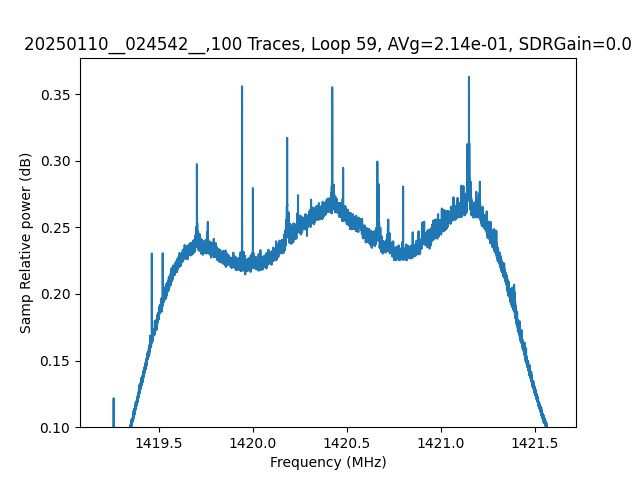 20250110__024542__,100 Traces, Loop 59, AVg=2.14e-01, SDRGain=0.0
0.35
0.30
0.25
0.20
0.15
0.10
Samp Relative power (dB)
1419.5 1420.0 1420.5 1421.0 1421.5
Frequency (MHz)